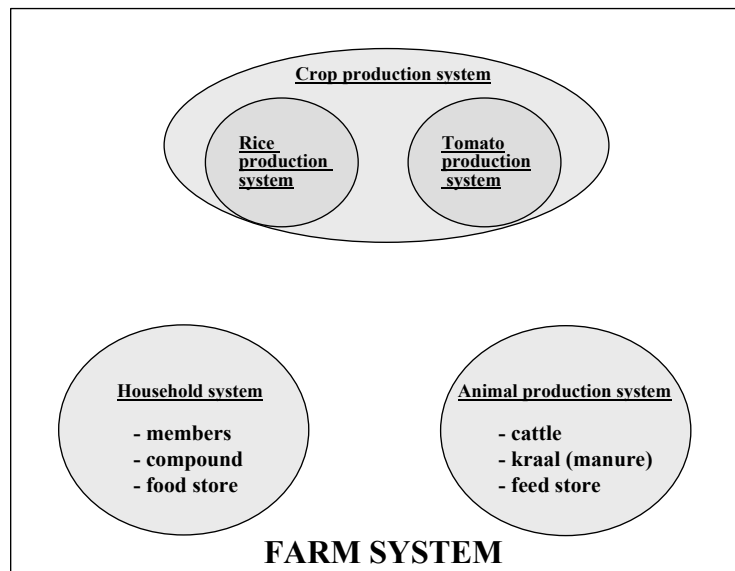 Crop production system
Rice
production
system
Tomato
production
system
Household system
- members
- compound
- food store
Animal production system
- cattle
- kraal (manure)
- feed store
FARM SYSTEM